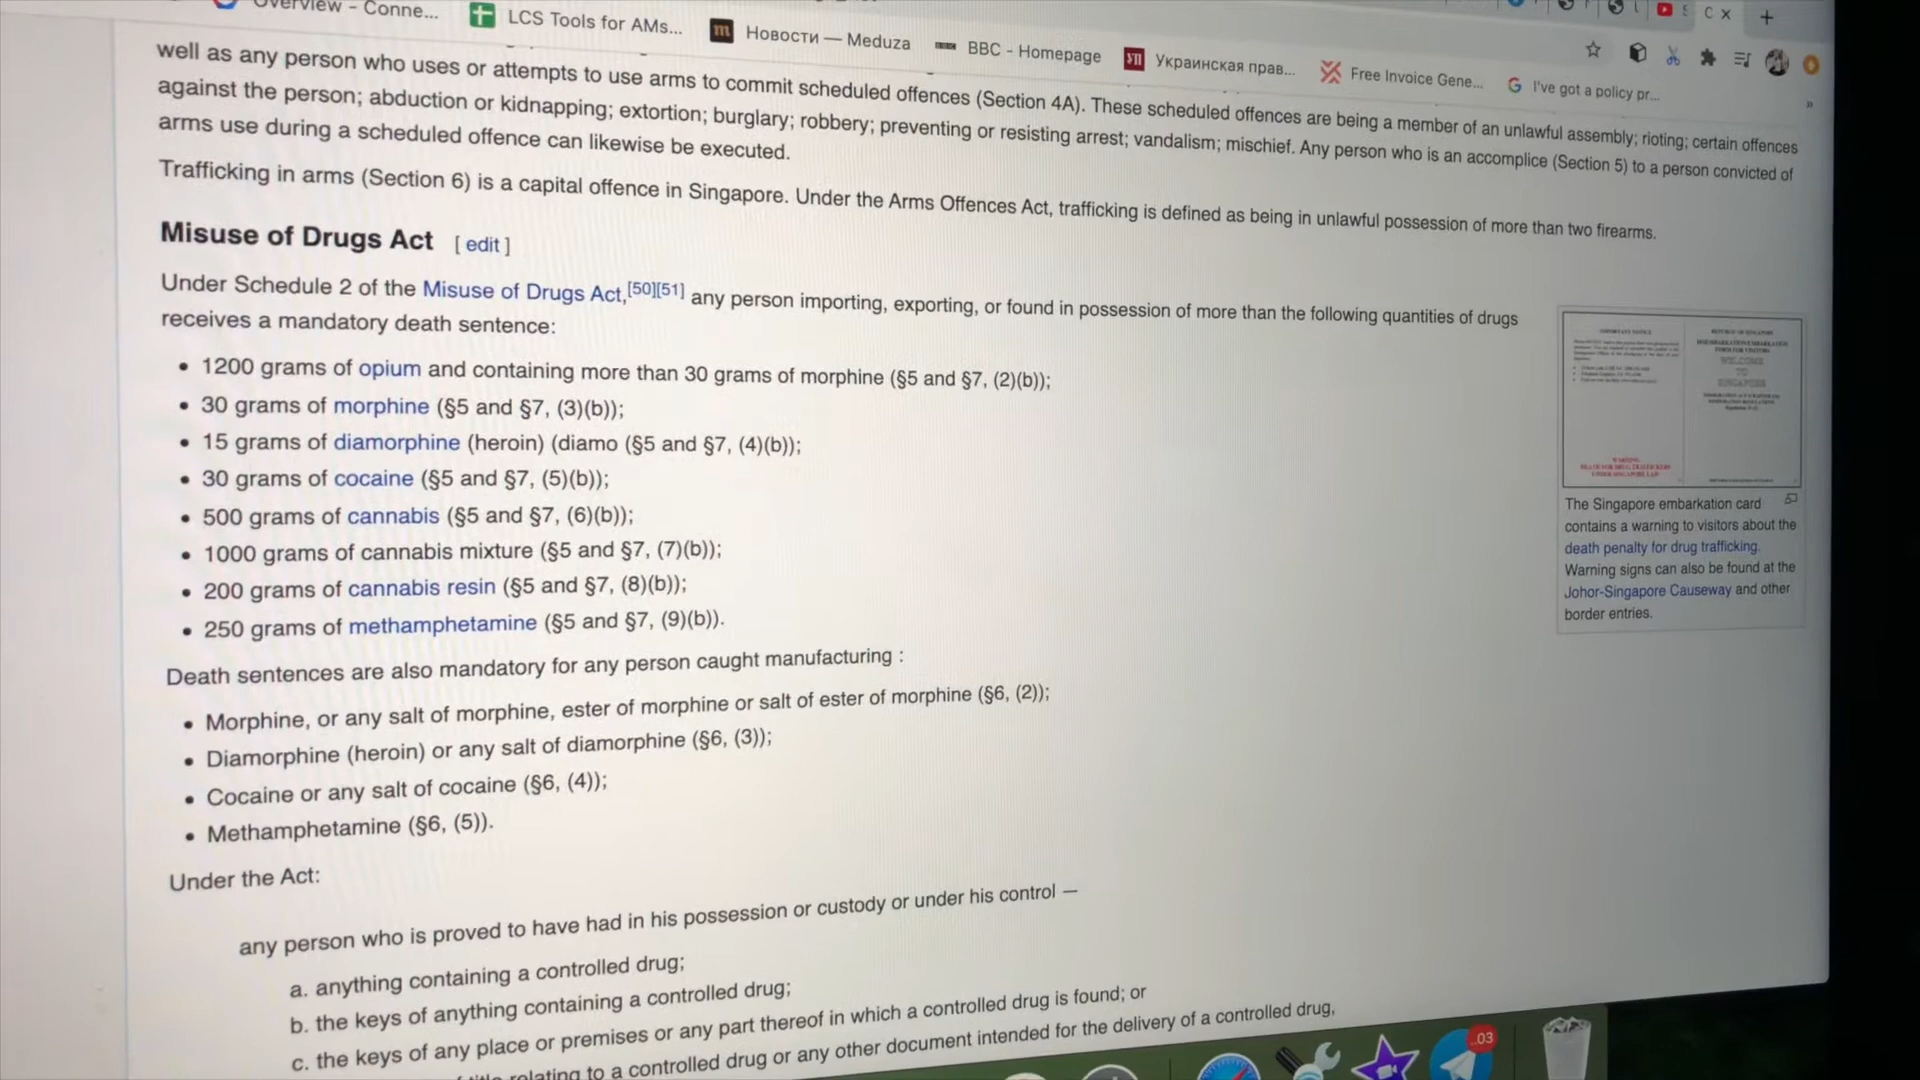 Overview - Conne...
LCS Tools for AMs...
Новости — Meduza
BBC - Homepage
Украинская прав...
Free Invoice Gene...
I've got a policy pr...
»
well as any person who uses or attempts to use arms to commit scheduled offences (Section 4A). These scheduled offences are being a member of an unlawful assembly; rioting; certain offences
against the person; abduction or kidnapping; extortion; burglary; robbery; preventing or resisting arrest; vandalism; mischief. Any person who is an accomplice (Section 5) to a person convicted of
arms use during a scheduled offence can likewise be executed.
Trafficking in arms (Section 6) is a capital offence in Singapore. Under the Arms Offences Act, trafficking is defined as being in unlawful possession of more than two firearms.
Misuse of Drugs Act [ edit ]
Under Schedule 2 of the Misuse of Drugs Act,[50][51] any person importing, exporting, or found in possession of more than the following quantities of drugs
receives a mandatory death sentence:
• 1200 grams of opium and containing more than 30 grams of morphine (§5 and §7, (2)(b));
• 30 grams of morphine (§5 and §7, (3)(b));
• 15 grams of diamorphine (heroin) (diamo (§5 and §7, (4)(b));
• 30 grams of cocaine (§5 and §7, (5)(b));
• 500 grams of cannabis (§5 and §7, (6)(b));
• 1000 grams of cannabis mixture (§5 and §7, (7)(b));
• 200 grams of cannabis resin (§5 and §7, (8)(b));
• 250 grams of methamphetamine (§5 and §7, (9)(b)).
Death sentences are also mandatory for any person caught manufacturing :
• Morphine, or any salt of morphine, ester of morphine or salt of ester of morphine (§6, (2));
• Diamorphine (heroin) or any salt of diamorphine (§6, (3));
• Cocaine or any salt of cocaine (§6, (4));
• Methamphetamine (§6, (5)).
Under the Act:
any person who is proved to have had in his possession or custody or under his control —
a. anything containing a controlled drug;
b. the keys of anything containing a controlled drug;
c. the keys of any place or premises or any part thereof in which a controlled drug is found; or
relating to a controlled drug or any other document intended for the delivery of a controlled drug,
WELCOME
TO
SINGAPORE
The Singapore embarkation card
contains a warning to visitors about the
death penalty for drug trafficking.
Warning signs can also be found at the
Johor-Singapore Causeway and other
border entries.
..03